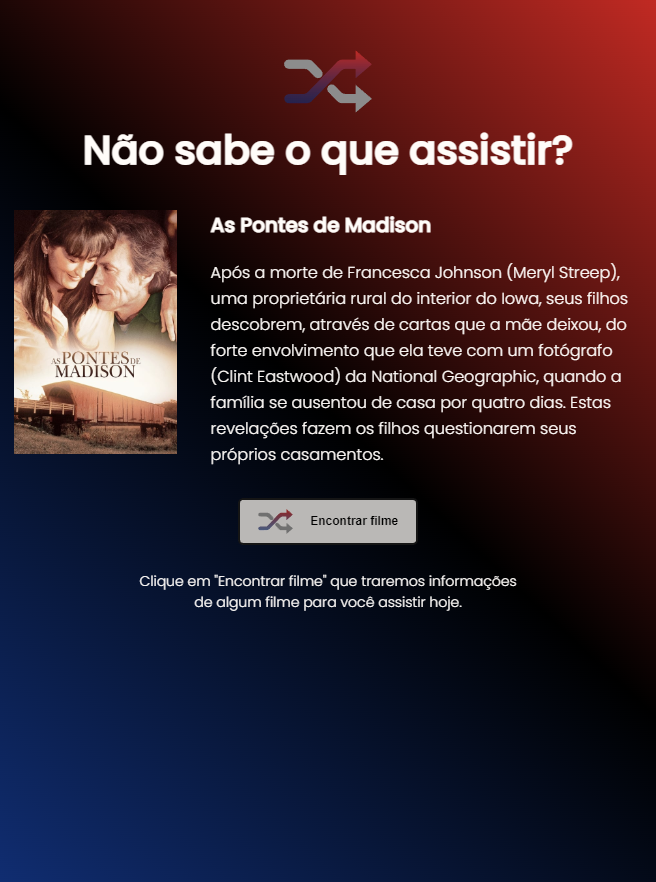 Não sabe o que assistir?
As Pontes de Madison
Após a morte de Francesca Johnson (Meryl Streep),
uma proprietária rural do interior do Iowa, seus filhos
descobrem, através de cartas que a mãe deixou, do
forte envolvimento que ela teve com um fotógrafo
(Clint Eastwood) da National Geographic, quando a
família se ausentou de casa por quatro dias. Estas
revelações fazem os filhos questionarem seus
próprios casamentos.
AS PONTES DE
MADISON
Encontrar filme
Clique em "Encontrar filme" que traremos informações
de algum filme para você assistir hoje.